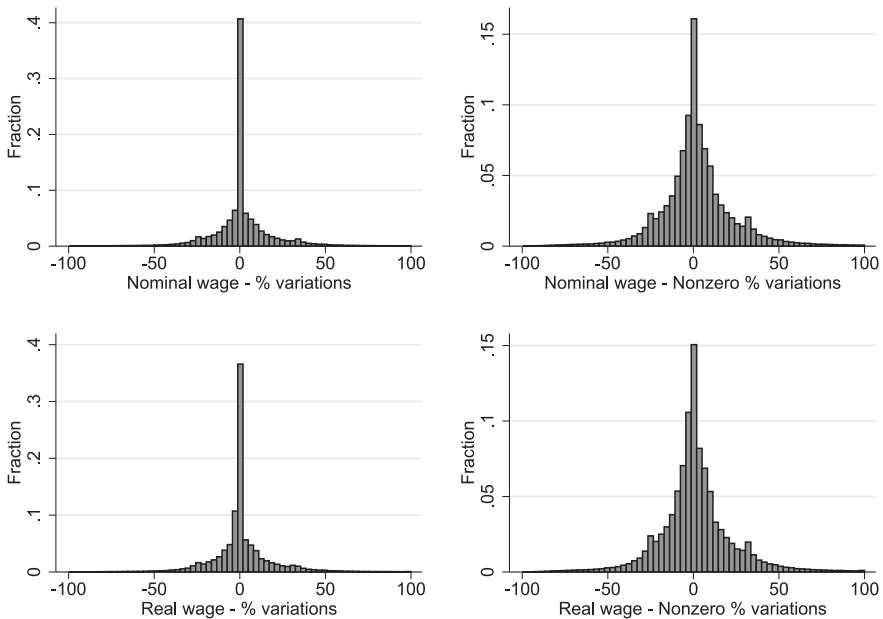 Fraction
.4
.3
.2
.1
0
-100 -50 0 50 100
Nominal wage - % variations
Fraction
.15
.1
.05
0
-100 -50 0 50 100
Nominal wage - Nonzero % variations
Fraction
.4
.3
.2
.1
0
-100 -50 0 50 100
Real wage - % variations
Fraction
.15
.1
.05
0
-100 -50 0 50 100
Real wage - Nonzero % variations